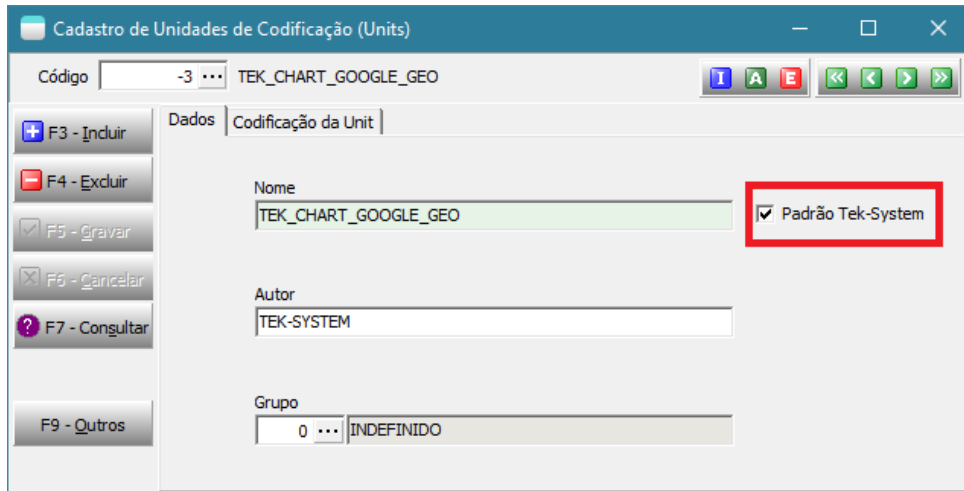 Cadastro de Unidades de Codificação (Units)
Código -3 ... TEK_CHART_GOOGLE_GEO I A E
F3 - Incluir
F4 - Excluir
F5 - Gravar
F6 - Cancelar
F7 - Consultar
F9 - Outros
Dados Codificação da Unit
Nome
TEK_CHART_GOOGLE_GEO
Padrão Tek-System
Autor
TEK-SYSTEM
Grupo
0 ... INDEFINIDO